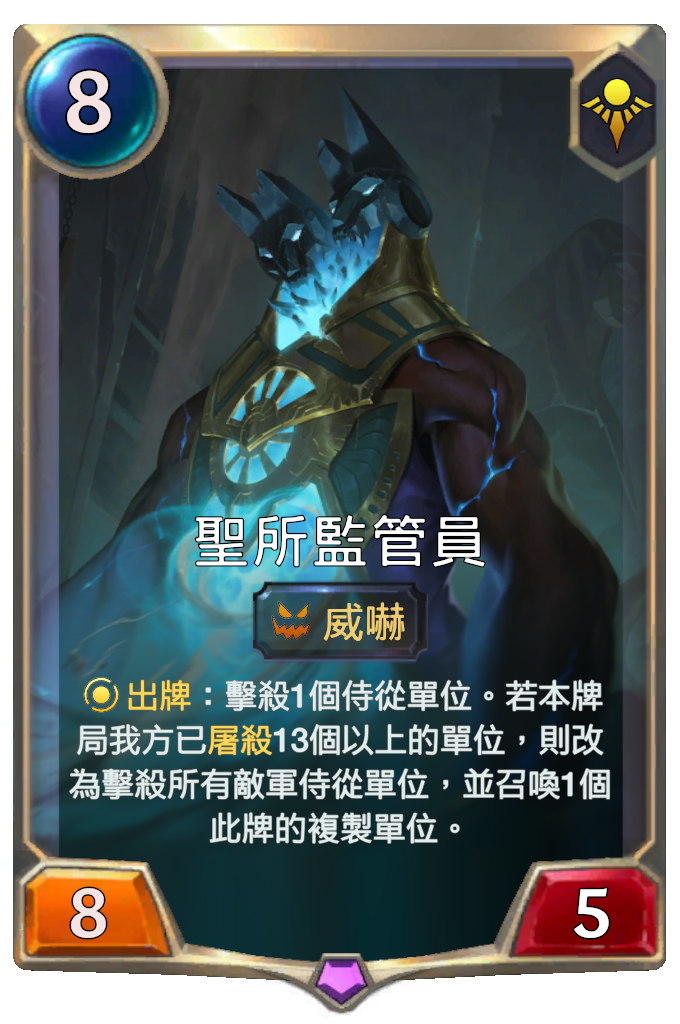 8
聖所監管員
威嚇
出牌：擊殺1個侍從單位。若本牌
局我方已屠殺13個以上的單位，則改
為擊殺所有敵軍侍從單位，並召喚1個
此牌的複製單位。
8
5